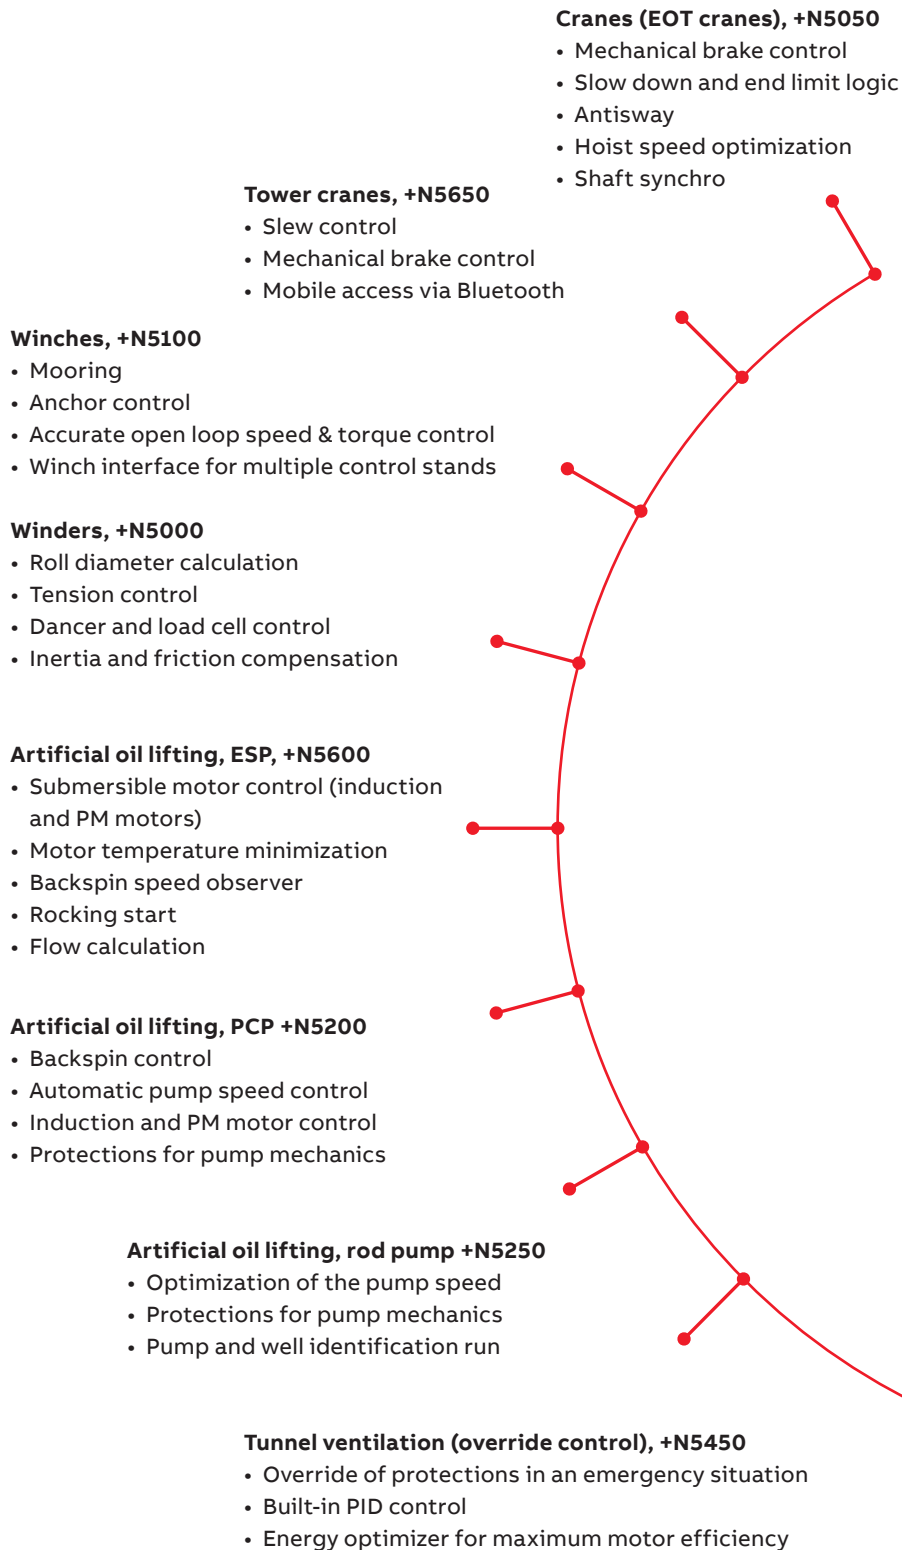 Cranes (EOT cranes), +N5050
• Mechanical brake control
• Slow down and end limit logic
• Antisway
• Hoist speed optimization
• Shaft synchro
Tower cranes, +N5650
• Slew control
• Mechanical brake control
• Mobile access via Bluetooth
Winches, +N5100
• Mooring
• Anchor control
• Accurate open loop speed & torque control
• Winch interface for multiple control stands
Winders, +N5000
• Roll diameter calculation
• Tension control
• Dancer and load cell control
• Inertia and friction compensation
Artificial oil lifting, ESP, +N5600
• Submersible motor control (induction
and PM motors)
• Motor temperature minimization
• Backspin speed observer
• Rocking start
• Flow calculation
Artificial oil lifting, PCP +N5200
• Backspin control
• Automatic pump speed control
• Induction and PM motor control
• Protections for pump mechanics
Artificial oil lifting, rod pump +N5250
• Optimization of the pump speed
• Protections for pump mechanics
• Pump and well identification run
Tunnel ventilation (override control), +N5450
• Override of protections in an emergency situation
• Built-in PID control
• Energy optimizer for maximum motor efficiency